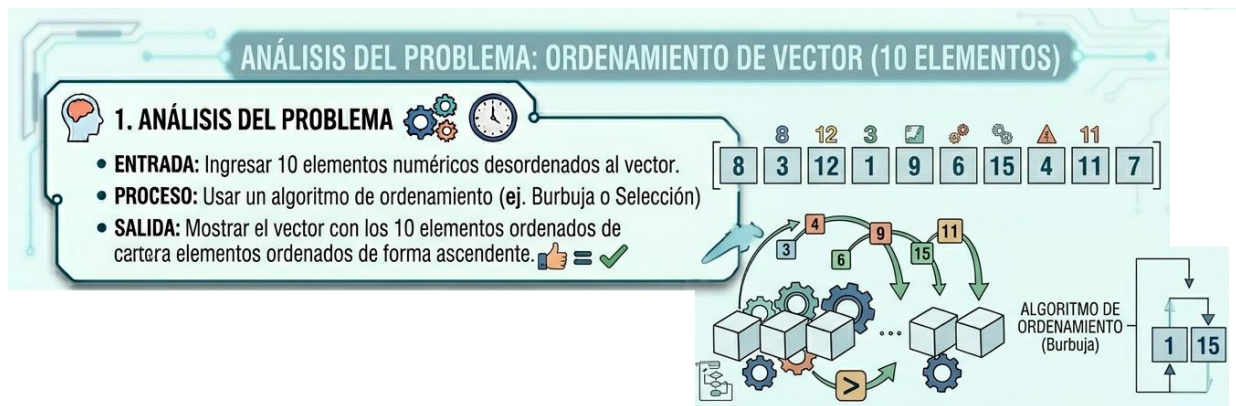 ANÁLISIS DEL PROBLEMA: ORDENAMIENTO DE VECTOR (10 ELEMENTOS)
1. ANÁLISIS DEL PROBLEMA
• ENTRADA: Ingresar 10 elementos numéricos desordenados al vector.
• PROCESO: Usar un algoritmo de ordenamiento (ej. Burbuja o Selección)
• SALIDA: Mostrar el vector con los 10 elementos ordenados de
elementos ordenados de forma ascendente. =
8 12 3 11
[ 8 3 12 1 9 6 15 4 11 7 ]
4
3
9
6
11
15
...
>
ALGORITMO DE
ORDENAMIENTO
(Burbuja)
1 15